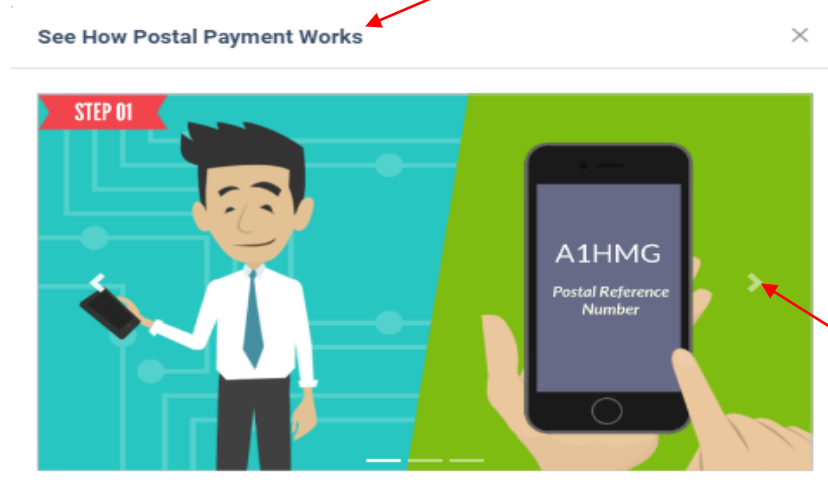 See How Postal Payment Works
STEP 01
A1HMG
Postal Reference
Number